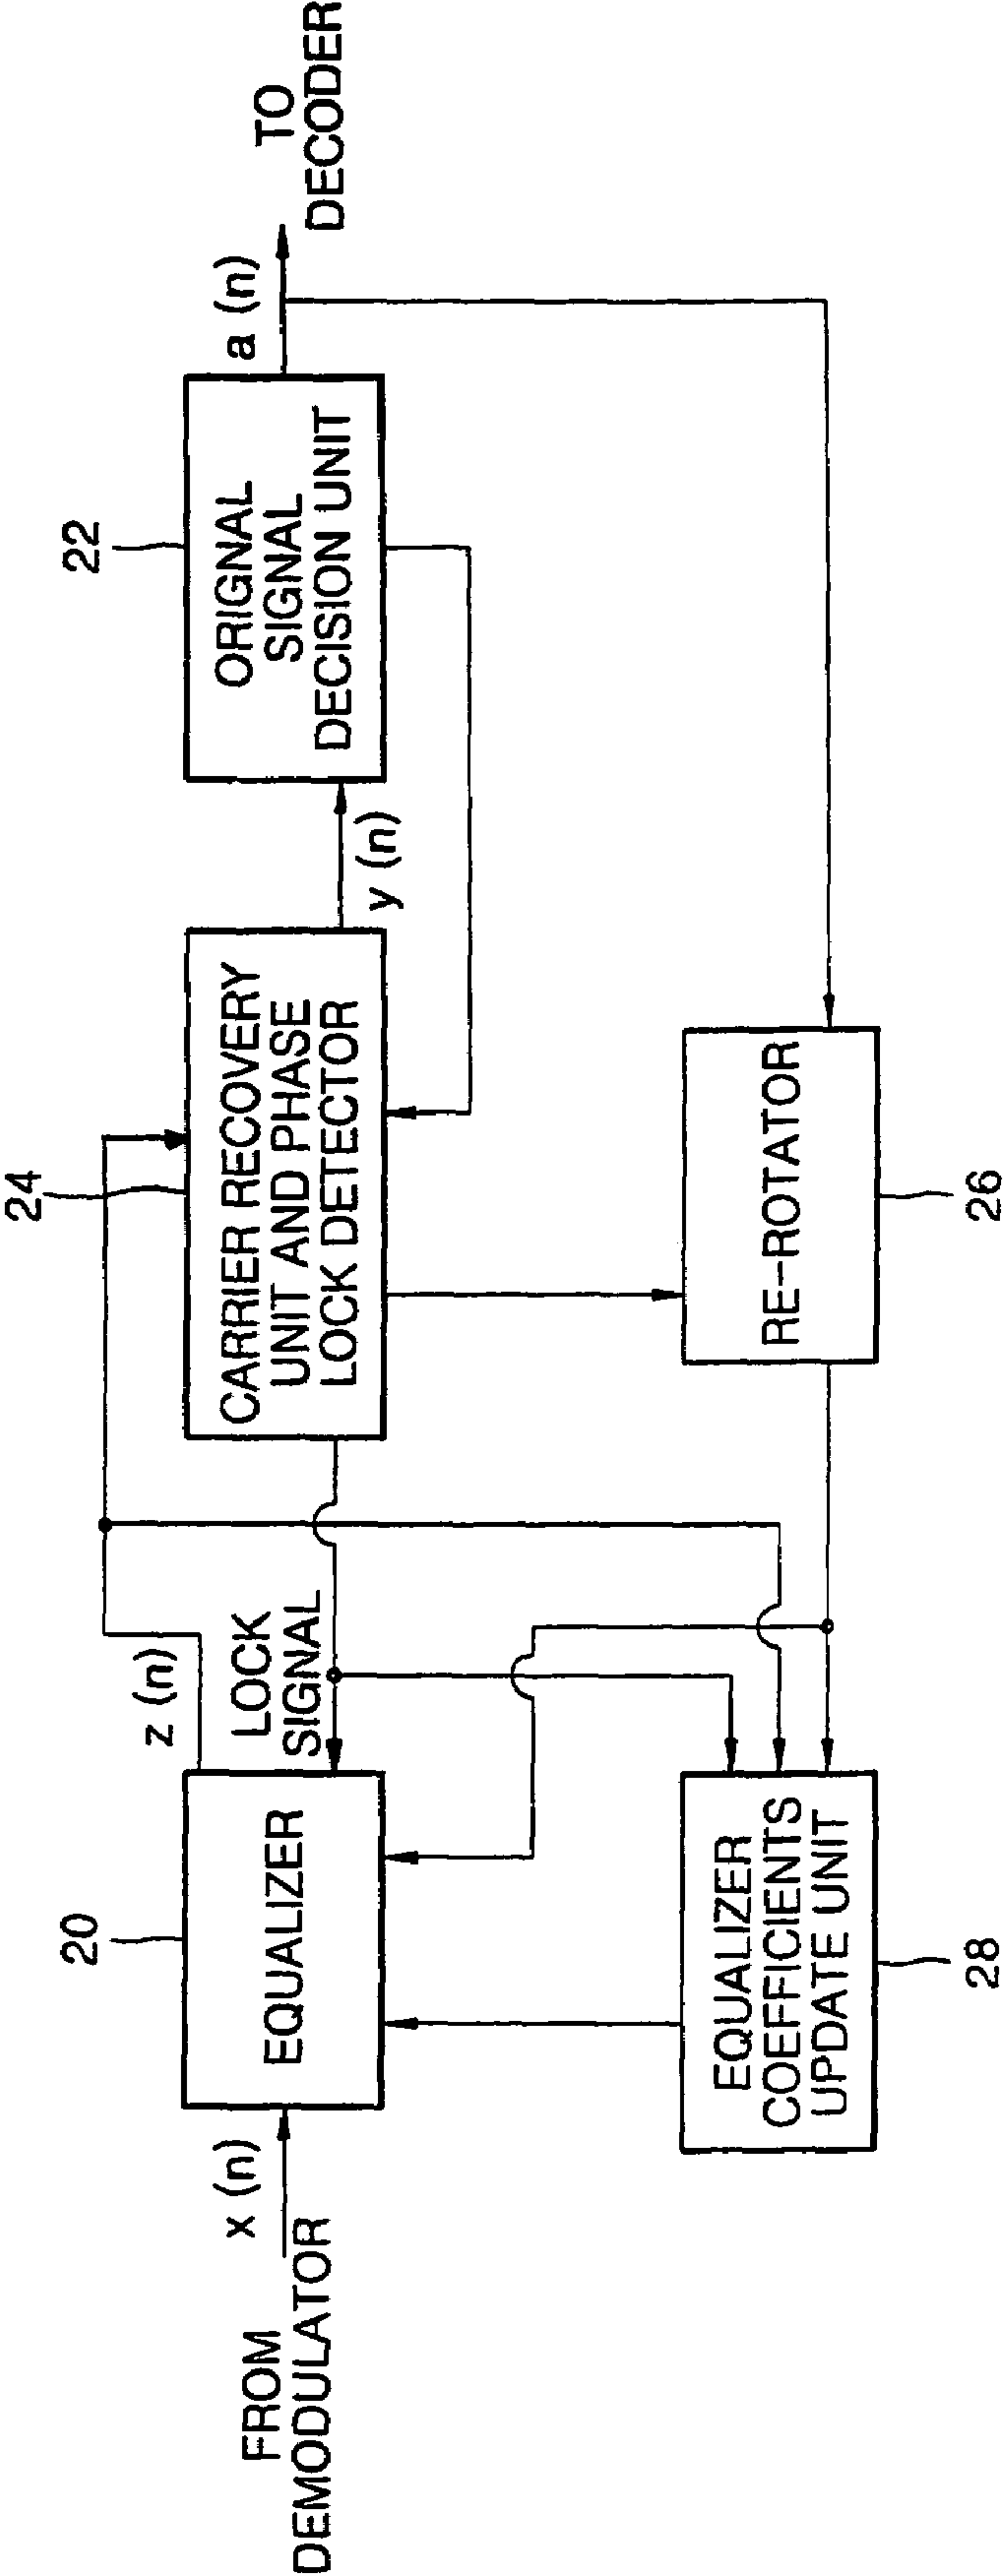 FROM
DEMODULATOR
x (n)
20
EQUALIZER
z (n)
LOCK
SIGNAL
24
CARRIER RECOVERY
UNIT AND PHASE
LOCK DETECTOR
y (n)
22
ORIGNAL
SIGNAL
DECISION UNIT
a (n)
TO
DECODER
EQUALIZER
COEFFICIENTS
UPDATE UNIT
28
RE-ROTATOR
26